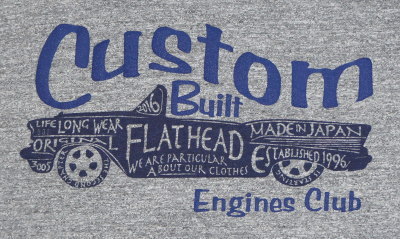 Custom
Built
2016
LIFE LONG WEAR
ORIGINAL
3005
FLATHEAD
WE ARE PARTICULAR
ABOUT OUR CLOTHES
MADE IN JAPAN
ESTABLISHED 1996
Engines Club